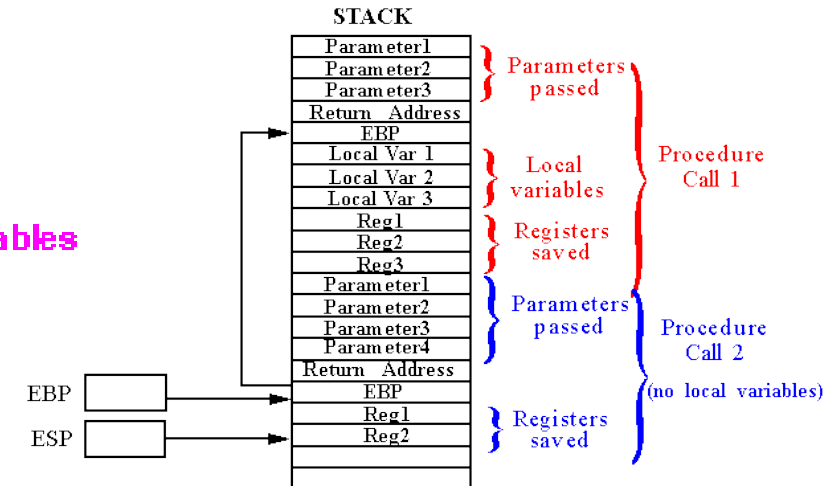 STACK
Parameter1
Parameter2
Parameter3
Return Address
EBP
Local Var 1
Local Var 2
Local Var 3
Reg1
Reg2
Reg3
Parameter1
Parameter2
Parameter3
Parameter4
Return Address
EBP
Reg1
Reg2
Parameters
passed
Local
variables
Registers
saved
Procedure
Call 1
Parameters
passed
Registers
saved
Procedure
Call 2
(no local variables)
ables
EBP
ESP